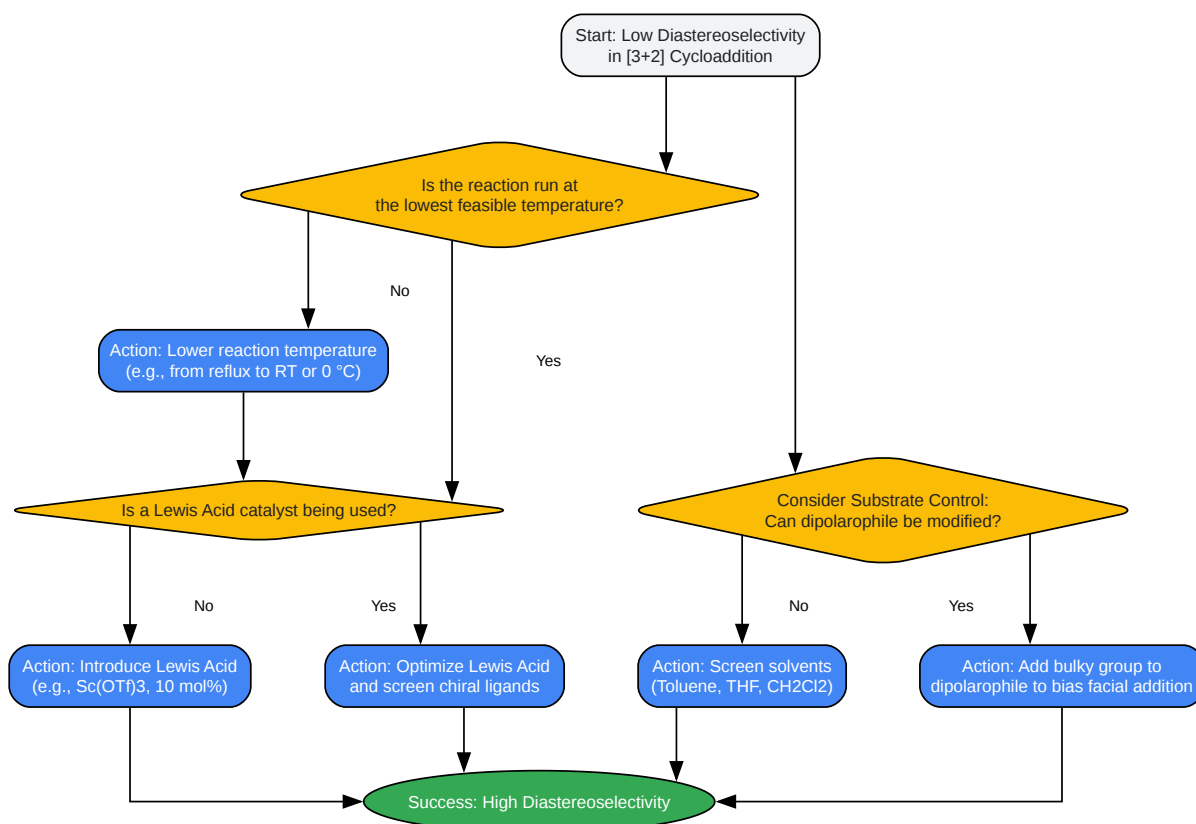 Start: Low Diastereoselectivity
in [3+2] Cycloaddition
Is the reaction run at
the lowest feasible temperature?
No
Action: Lower reaction temperature
(e.g., from reflux to RT or 0 °C)
Yes
Is a Lewis Acid catalyst being used?
Consider Substrate Control:
Can dipolarophile be modified?
No
Yes
No
Yes
Action: Introduce Lewis Acid
(e.g., Sc(OTf)3, 10 mol%)
Action: Optimize Lewis Acid
and screen chiral ligands
Action: Screen solvents
(Toluene, THF, CH2Cl2)
Action: Add bulky group to
dipolarophile to bias facial addition
Success: High Diastereoselectivity